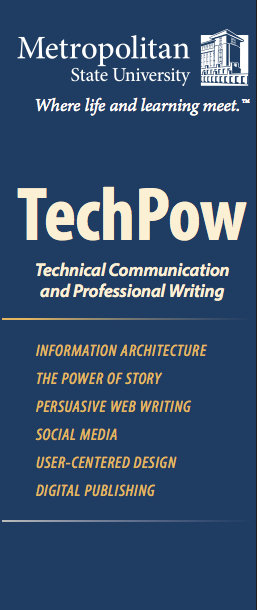 Metropolitan
State University
Where life and learning meet.™
TechPow
Technical Communication
and Professional Writing
INFORMATION ARCHITECTURE
THE POWER OF STORY
PERSUASIVE WEB WRITING
SOCIAL MEDIA
USER-CENTERED DESIGN
DIGITAL PUBLISHING